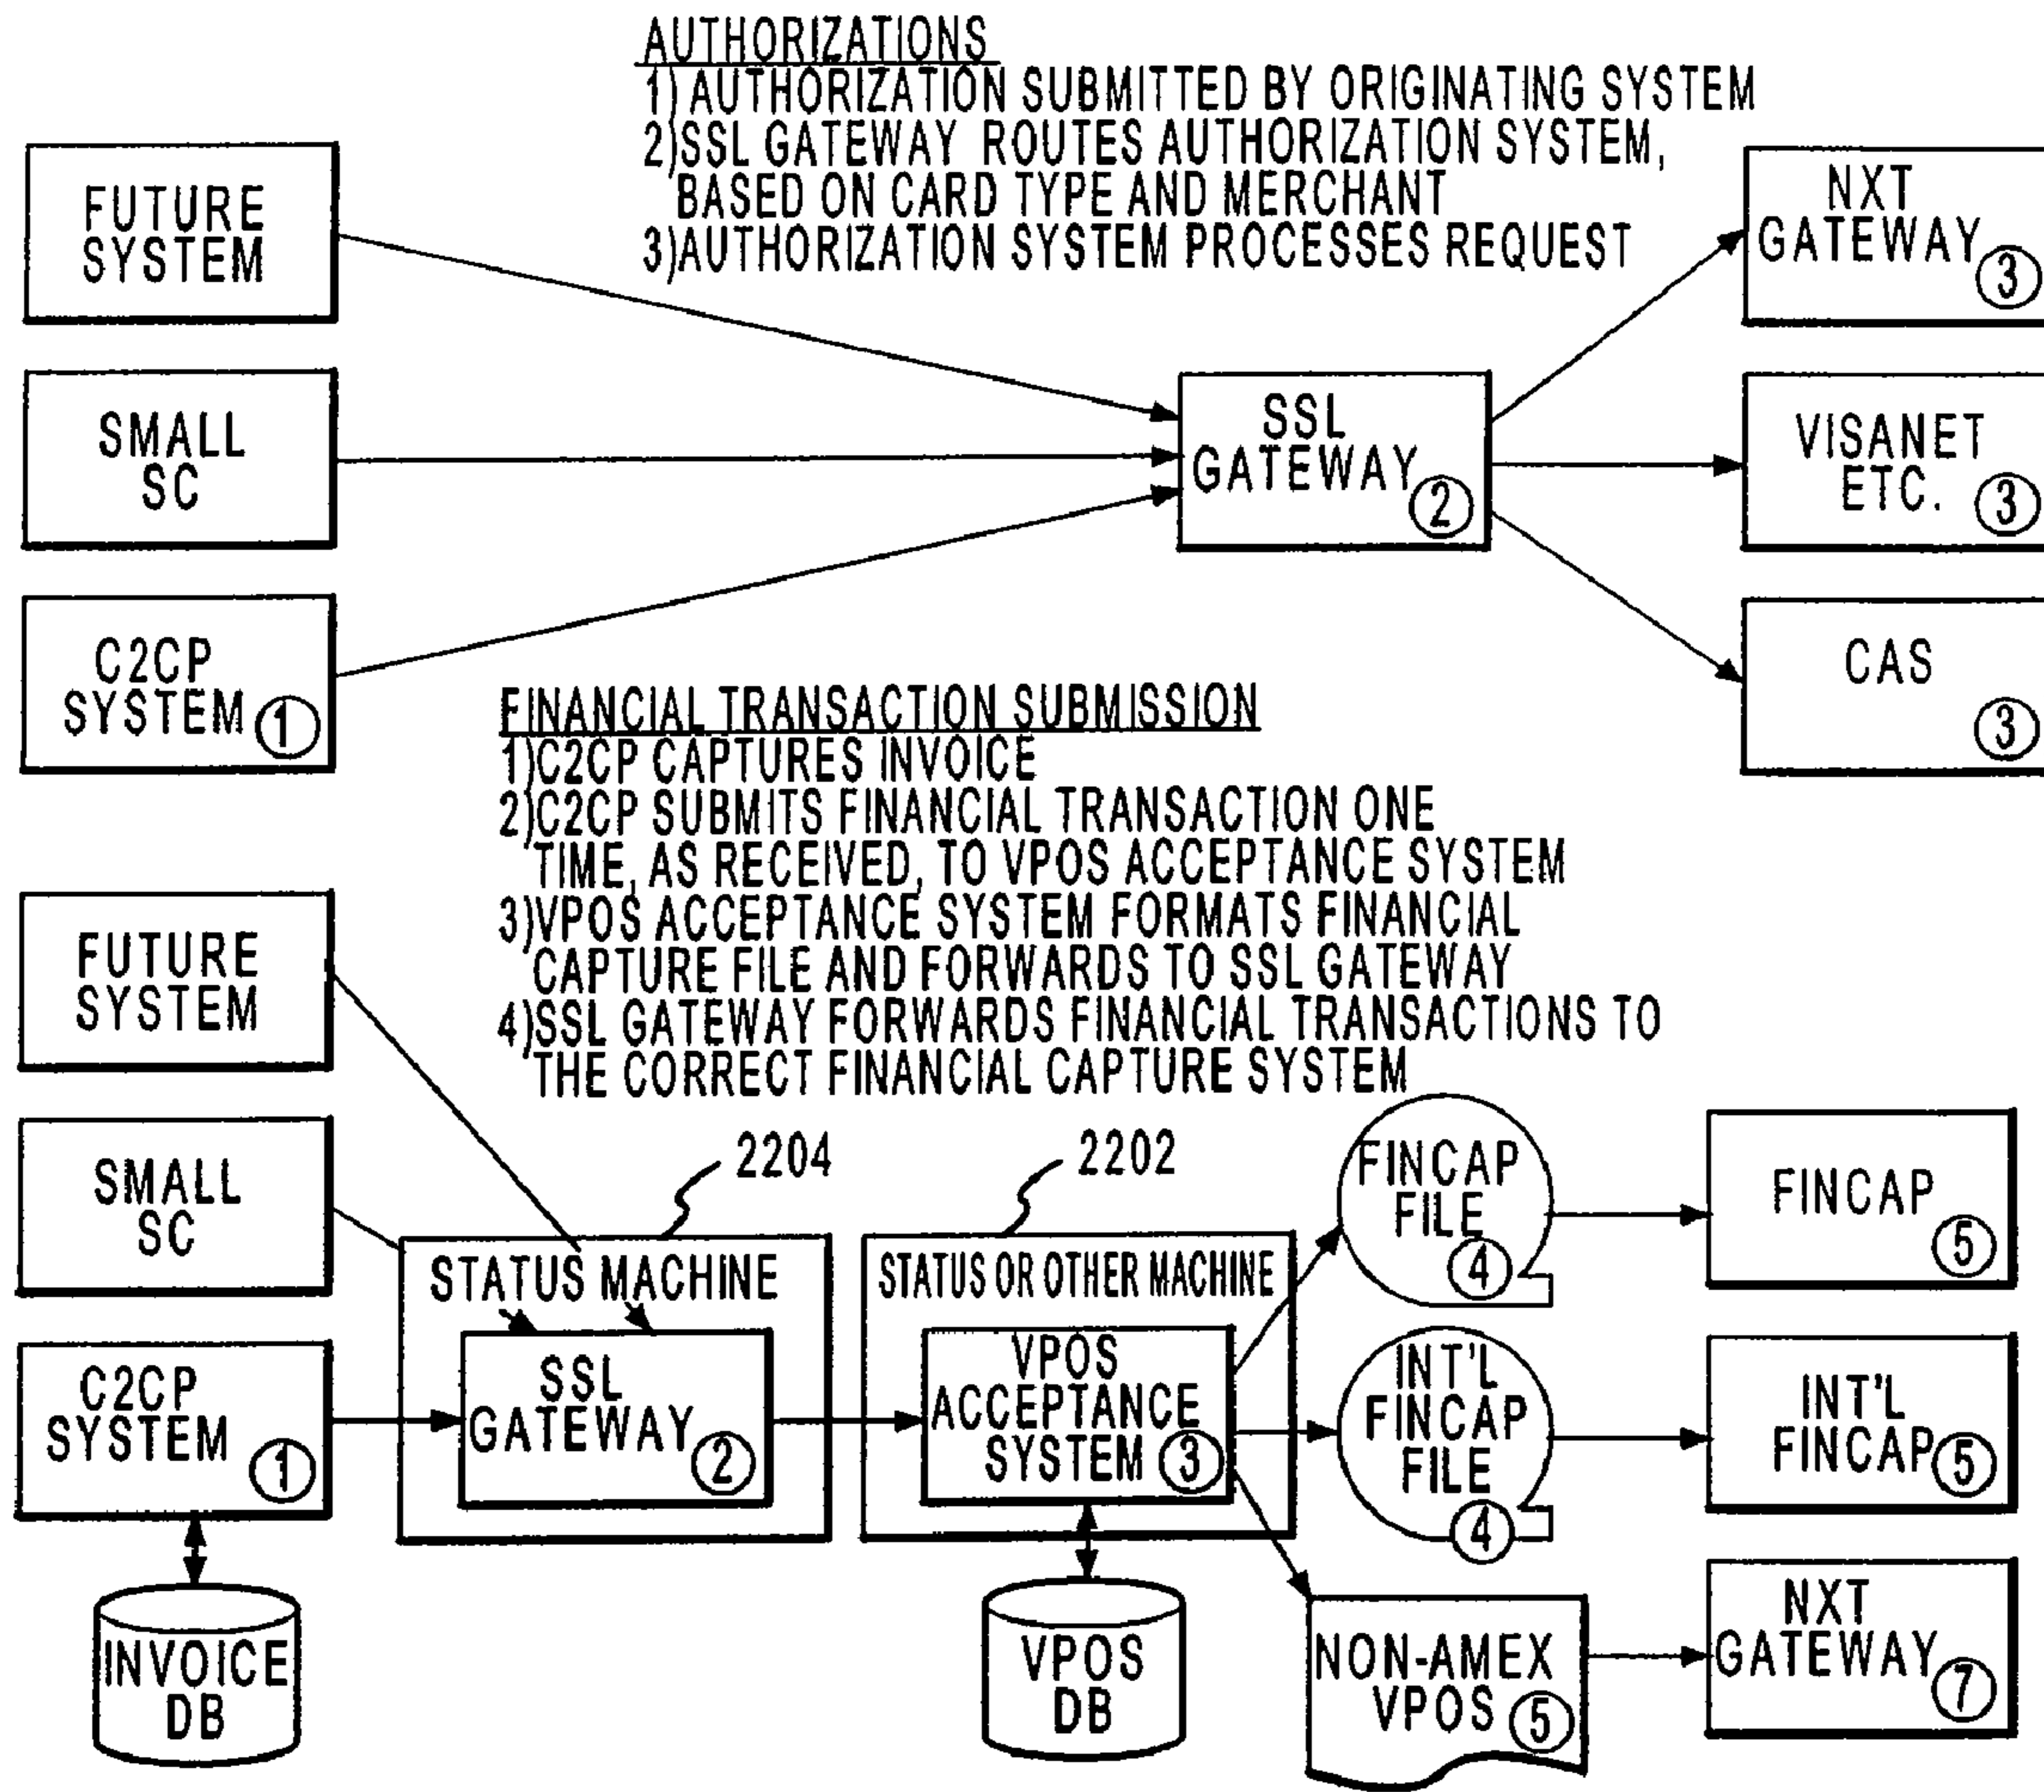 AUTHORIZATIONS
1) AUTHORIZATION SUBMITTED BY ORIGINATING SYSTEM
2)SSL GATEWAY ROUTES AUTHORIZATION SYSTEM,
BASED ON CARD TYPE AND MERCHANT
3)AUTHORIZATION SYSTEM PROCESSES REQUEST
FUTURE
SYSTEM
SMALL
SC
C2CP
SYSTEM
1
SSL
GATEWAY
2
NXT
GATEWAY
3
VISANET
ETC.
3
CAS
3
FINANCIAL TRANSACTION SUBMISSION
1)C2CP CAPTURES INVOICE
2)C2CP SUBMITS FINANCIAL TRANSACTION ONE
TIME, AS RECEIVED, TO VPOS ACCEPTANCE SYSTEM
3)VPOS ACCEPTANCE SYSTEM FORMATS FINANCIAL
CAPTURE FILE AND FORWARDS TO SSL GATEWAY
4)SSL GATEWAY FORWARDS FINANCIAL TRANSACTIONS TO
THE CORRECT FINANCIAL CAPTURE SYSTEM
FUTURE
SYSTEM
SMALL
SC
C2CP
SYSTEM
1
INVOICE
DB
2204
STATUS MACHINE
SSL
GATEWAY
2
2202
STATUS OR OTHER MACHINE
VPOS
ACCEPTANCE
SYSTEM
3
VPOS
DB
FINCAP
FILE
4
FINCAP
5
INT'L
FINCAP
FILE
4
INT'L
FINCAP
5
NON-AMEX
VPOS
5
NXT
GATEWAY
7